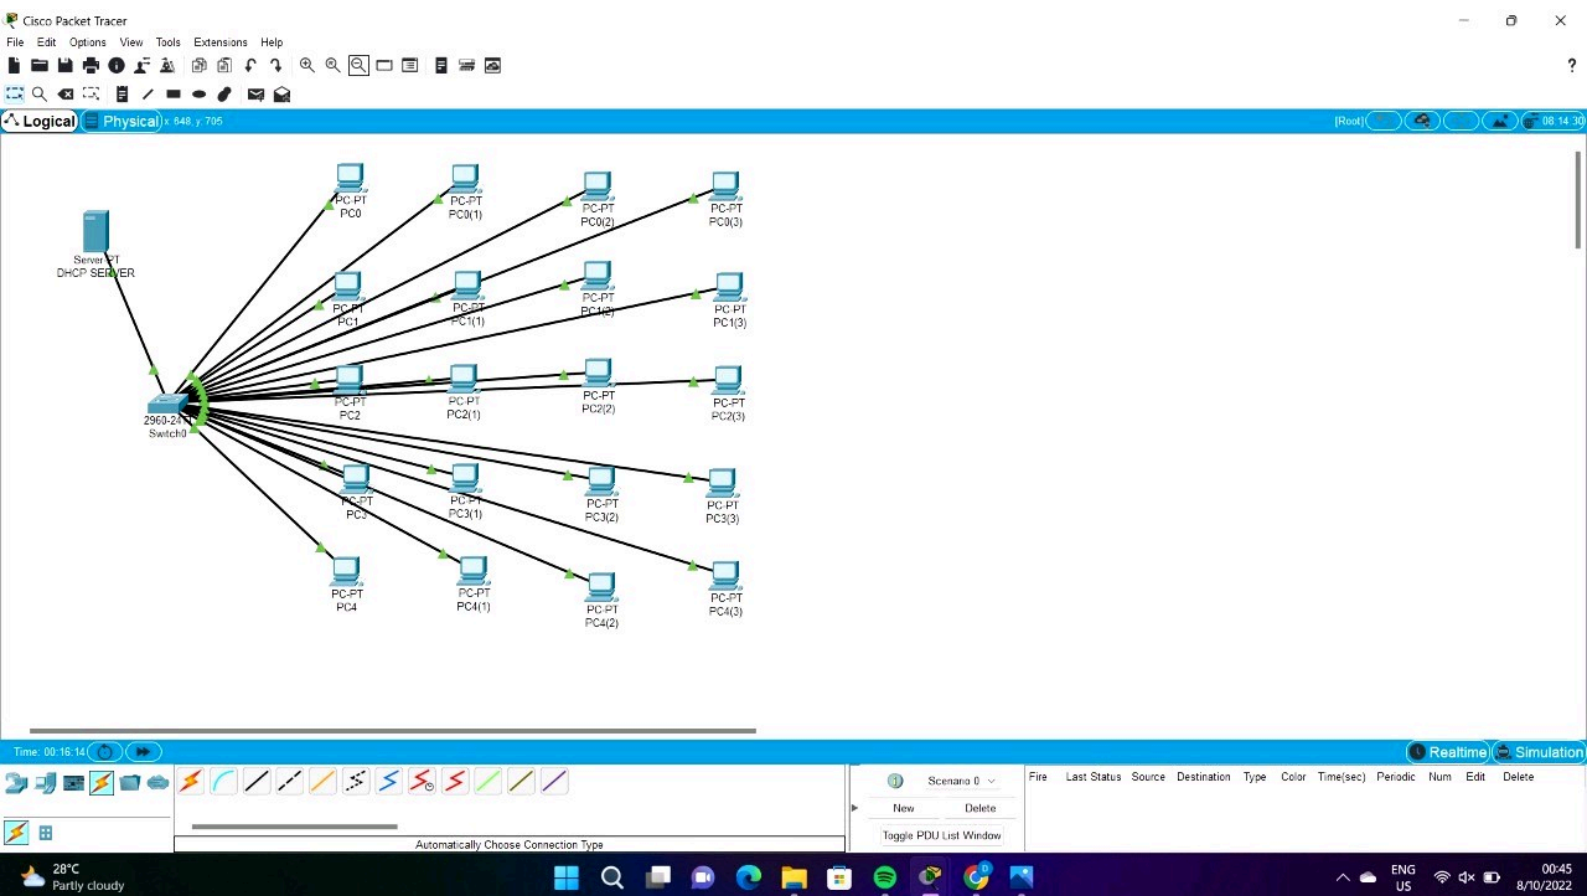 Cisco Packet Tracer
File Edit Options View Tools Extensions Help
?
Logical Physical x: 648, y: 705 [Root] 08:14:30
PC-PT
PC0
PC-PT
PC0(1)
PC-PT
PC0(2)
PC-PT
PC0(3)
Server-PT
DHCP SERVER
PC-PT
PC1
PC-PT
PC1(1)
PC-PT
PC1(2)
PC-PT
PC1(3)
PC-PT
PC2
PC-PT
PC2(1)
PC-PT
PC2(2)
PC-PT
PC2(3)
Switch0
PC-PT
PC3
PC-PT
PC3(1)
PC-PT
PC3(2)
PC-PT
PC3(3)
PC-PT
PC4
PC-PT
PC4(1)
PC-PT
PC4(2)
PC-PT
PC4(3)
Time: 00:16:14 Realtime Simulation
Scenario 0
New Delete
Toggle PDU List Window
Fire Last Status Source Destination Type Color Time(sec) Periodic Num Edit Delete
Automatically Choose Connection Type
28°C
Partly cloudy
ENG
US
00:45
8/10/2022